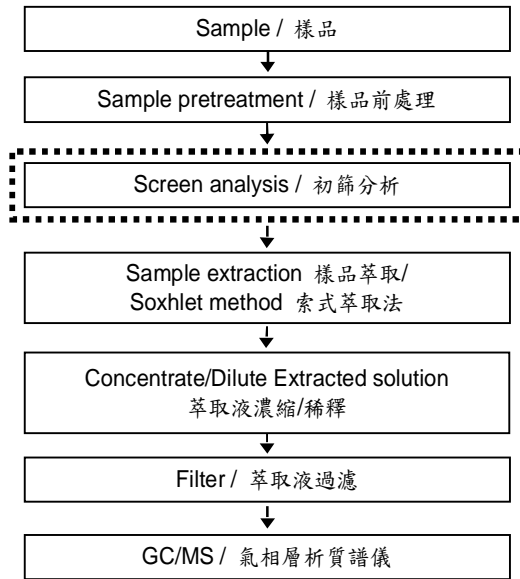 Sample / 樣品
Sample pretreatment / 樣品前處理
Screen analysis / 初篩分析
Sample extraction 樣品萃取/
Soxhlet method 索式萃取法
Concentrate/Dilute Extracted solution
萃取液濃縮/稀釋
Filter / 萃取液過濾
GC/MS / 氣相層析質譜儀